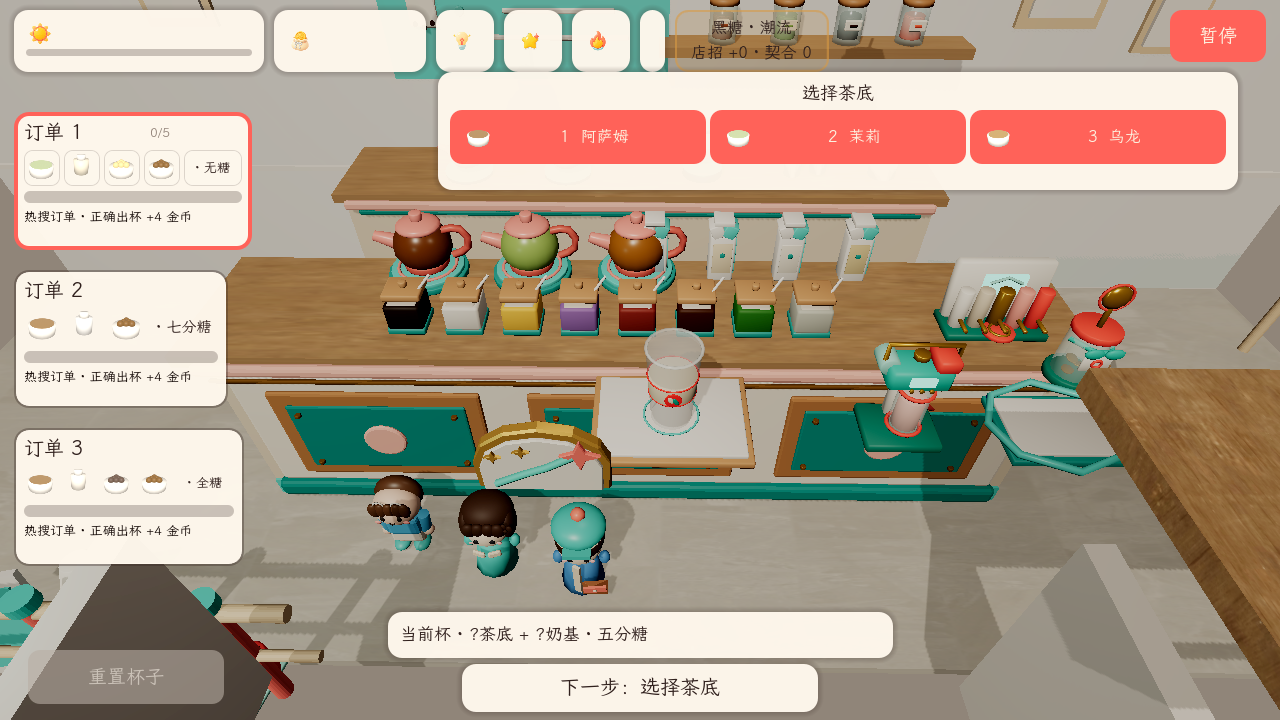 黑糖·潮流
店招 +0·契合 0
暂停
选择茶底
1 阿萨姆
2 茉莉
3 乌龙
订单 1
0/5
·无糖
热搜订单·正确出杯 +4 金币
订单 2
·七分糖
热搜订单·正确出杯 +4 金币
订单 3
·全糖
热搜订单·正确出杯 +4 金币
当前杯·?茶底 + ?奶基·五分糖
重置杯子
下一步: 选择茶底